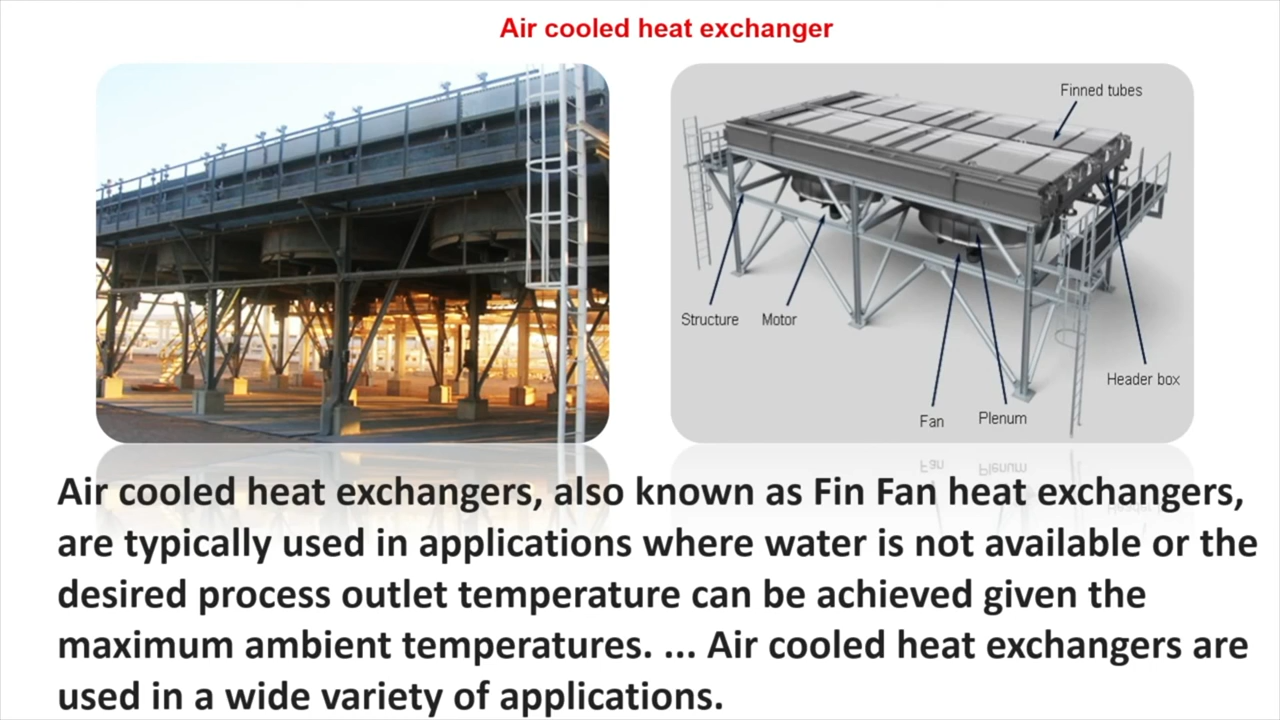 Air cooled heat exchanger
Finned tubes
Structure
Motor
Header box
Fan
Plenum
Air cooled heat exchangers, also known as Fin Fan heat exchangers,
are typically used in applications where water is not available or the
desired process outlet temperature can be achieved given the
maximum ambient temperatures. ... Air cooled heat exchangers are
used in a wide variety of applications.